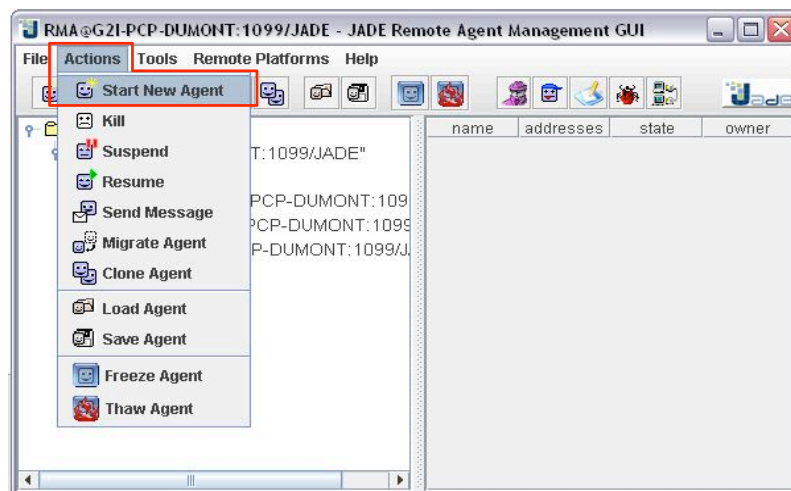 RMA@G2I-PCP-DUMONT:1099/JADE - JADE Remote Agent Management GUI
File Actions Tools Remote Platforms Help
Start New Agent
Kill
Suspend
Resume
Send Message
Migrate Agent
Clone Agent
Load Agent
Save Agent
Freeze Agent
Thaw Agent
T:1099/JADE"
PCP-DUMONT:109
PCP-DUMONT:1099
P-DUMONT:1099/J
name addresses state owner
Jade